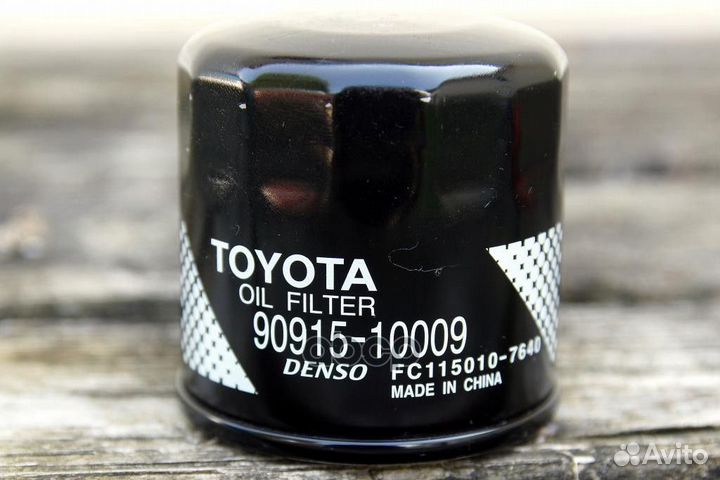 TOYOTA
OIL FILTER
90915-10009
DENSO FC115010-7640
MADE IN CHINA
Avito